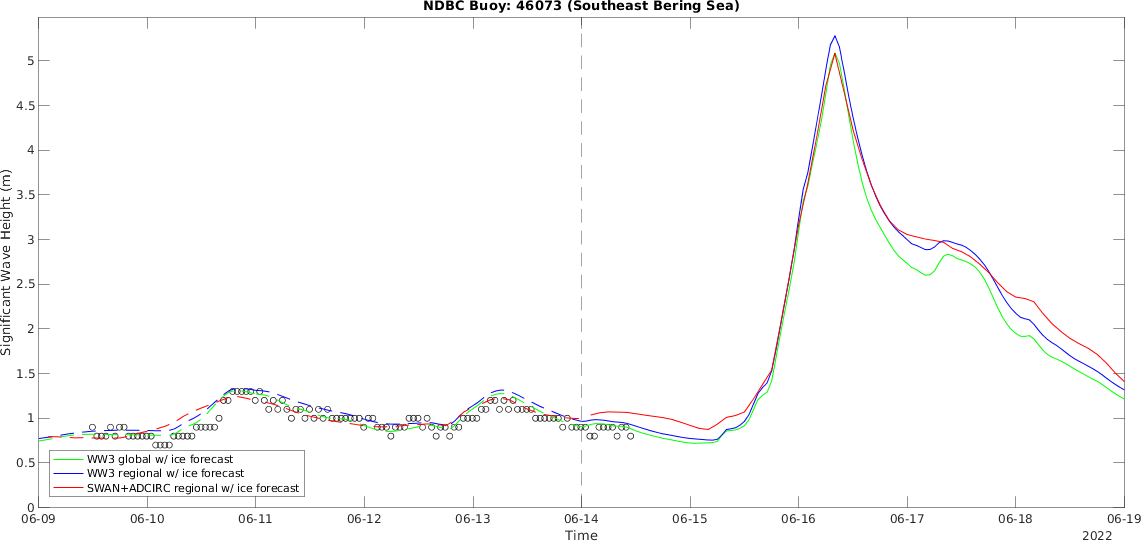 NDBC Buoy: 46073 (Southeast Bering Sea)
Significant Wave Height (m)
5
4.5
4
3.5
3
2.5
2
1.5
1
0.5
0
WW3 global w/ ice forecast
WW3 regional w/ ice forecast
SWAN+ADCIRC regional w/ ice forecast
06-09 06-10 06-11 06-12 06-13 06-14 06-15 06-16 06-17 06-18 06-19
Time
2022